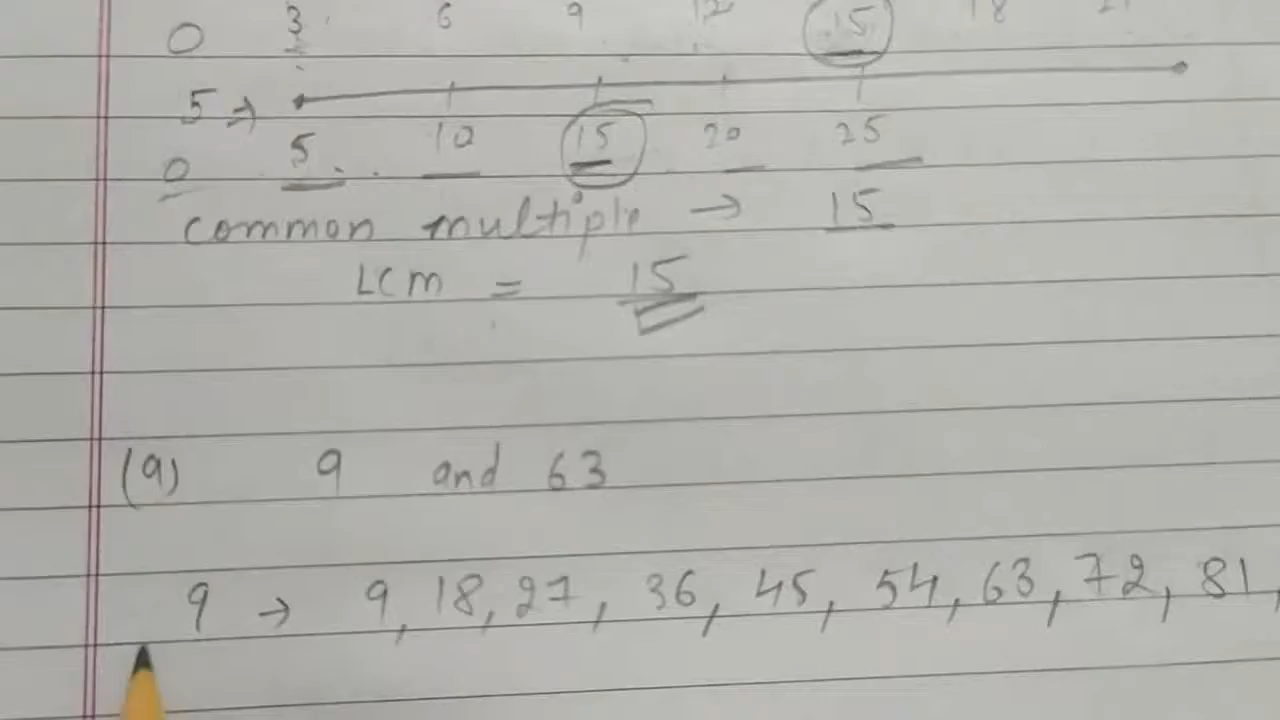 0 3 6 9 12 15 18 21
5 →
0 5 10 15 20 25
common multiple → 15
LCM = 15
(a) 9 and 63
9 → 9, 18, 27, 36, 45, 54, 63, 72, 81,